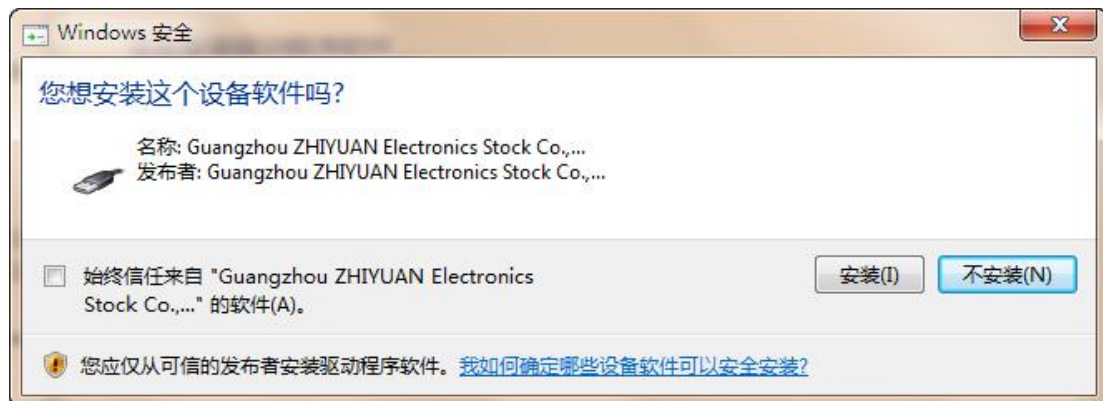 Windows 安全
您想安装这个设备软件吗?
名称: Guangzhou ZHIYUAN Electronics Stock Co.,...
发布者: Guangzhou ZHIYUAN Electronics Stock Co.,...
始终信任来自 "Guangzhou ZHIYUAN Electronics
Stock Co.,..." 的软件(A)。
安装(I)
不安装(N)
您应仅从可信的发布者安装驱动程序软件。我如何确定哪些设备软件可以安全安装?